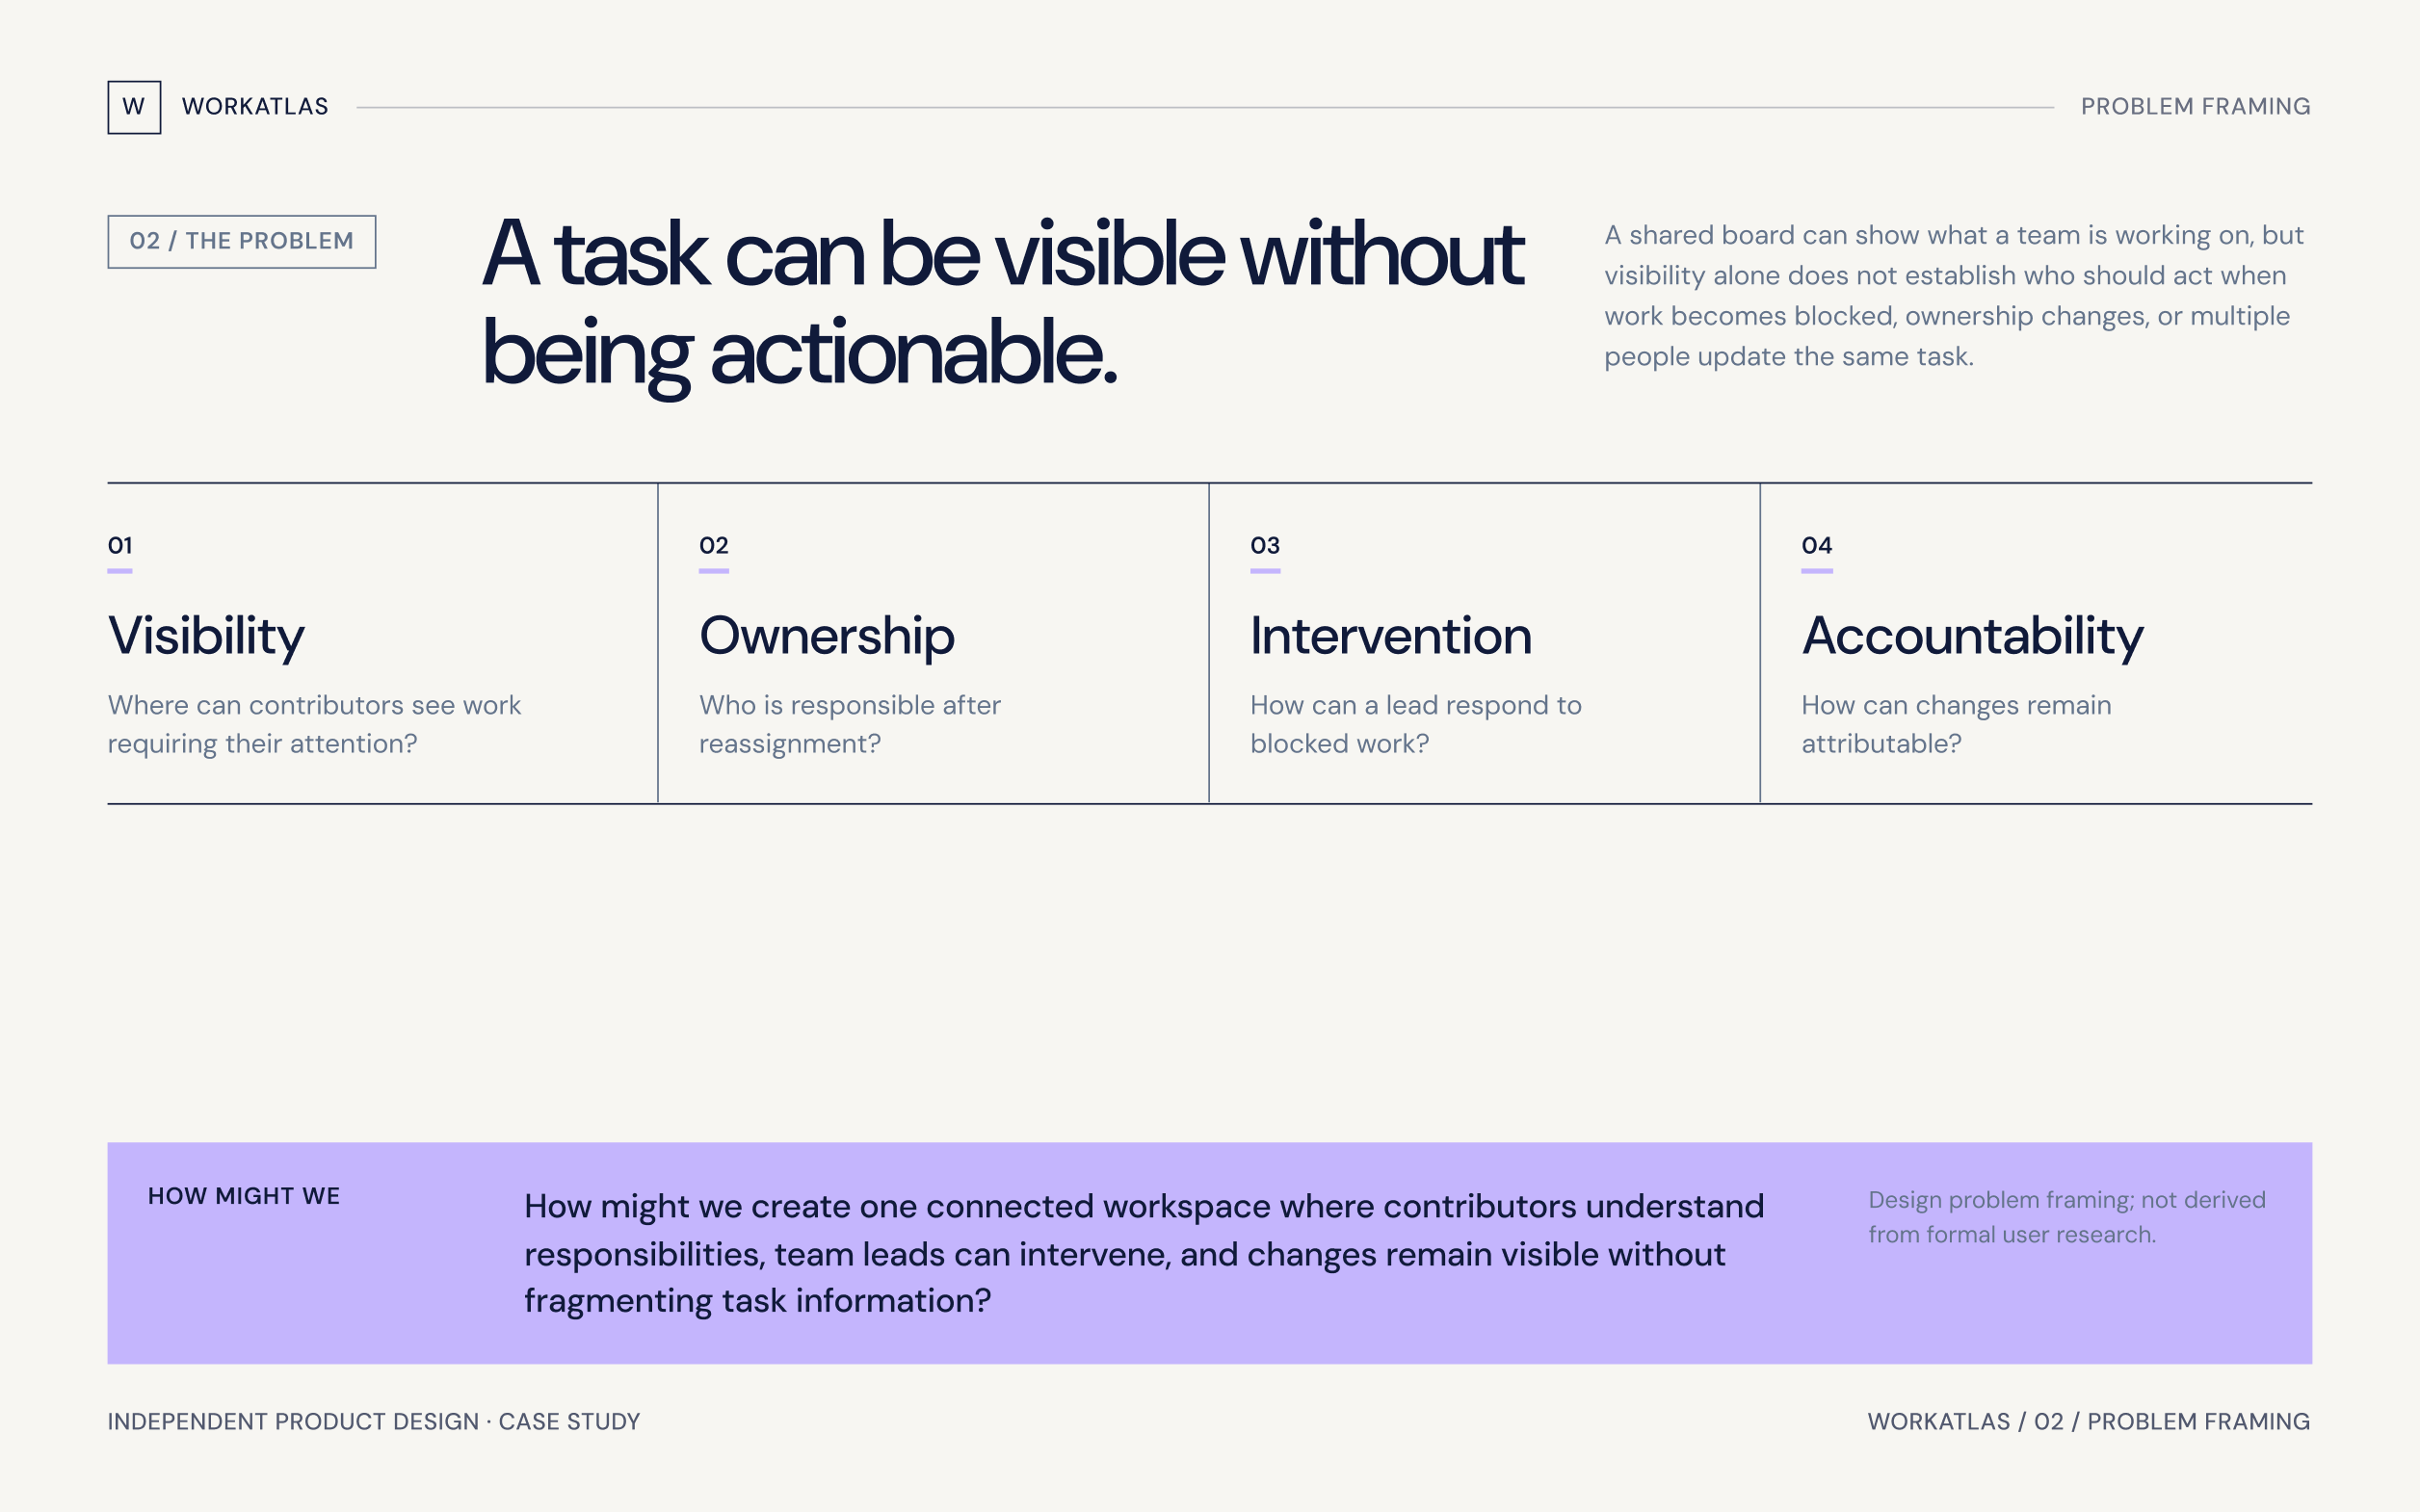 W
WORKATLAS
PROBLEM FRAMING
02 / THE PROBLEM
A task can be visible without
being actionable.
A shared board can show what a team is working on, but
visibility alone does not establish who should act when
work becomes blocked, ownership changes, or multiple
people update the same task.
01
Visibility
Where can contributors see work
requiring their attention?
02
Ownership
Who is responsible after
reassignment?
03
Intervention
How can a lead respond to
blocked work?
04
Accountability
How can changes remain
attributable?
HOW MIGHT WE
How might we create one connected workspace where contributors understand
responsibilities, team leads can intervene, and changes remain visible without
fragmenting task information?
Design problem framing; not derived
from formal user research.
INDEPENDENT PRODUCT DESIGN · CASE STUDY
WORKATLAS / 02 / PROBLEM FRAMING